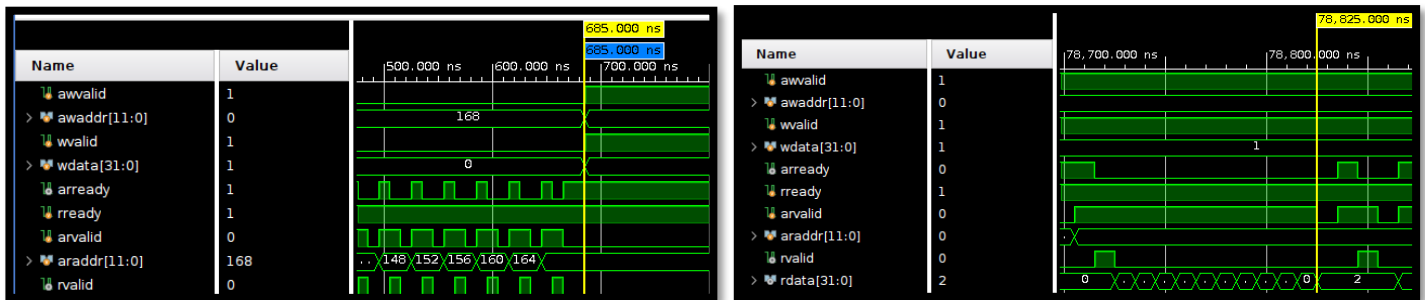 685.000 ns
685.000 ns
Name Value
500.000 ns 600.000 ns 700.000 ns
awvalid 1
awaddr[11:0] 0 168
wvalid 1
wdata[31:0] 1 0
arready 1
rready 1
arvalid 0
araddr[11:0] 168 148 152 156 160 164
rvalid 0
78,825.000 ns
Name Value
78,700.000 ns 78,800.000 ns
awvalid 1
awaddr[11:0] 0
wvalid 1
wdata[31:0] 1 1
arready 0
rready 1
arvalid 0
araddr[11:0] 0
rvalid 0
rdata[31:0] 2 0 0 2